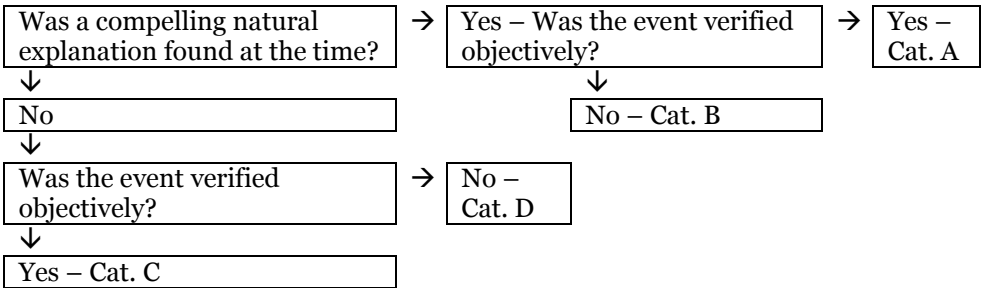 Was a compelling natural
explanation found at the time?
→
Yes – Was the event verified
objectively?
→
Yes –
Cat. A
↓
↓
No
No – Cat. B
↓
Was the event verified
objectively?
→
No –
Cat. D
↓
Yes – Cat. C